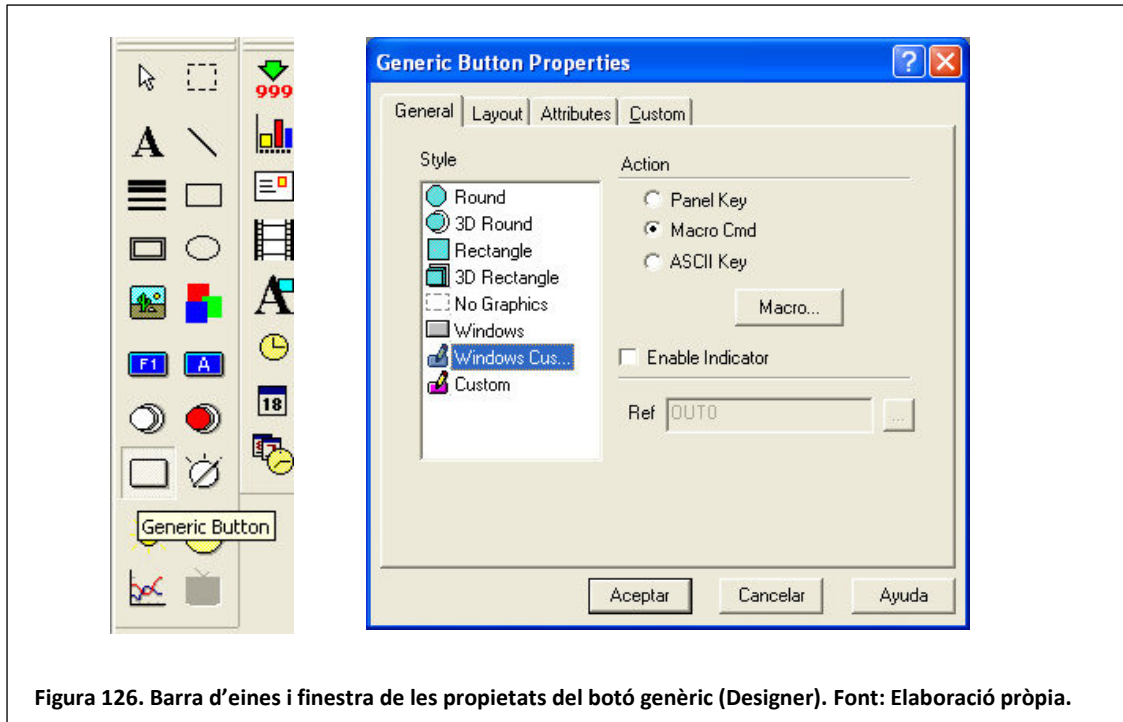 999
A
A
F1
A
18
Generic Button
Generic Button Properties
General Layout Attributes Custom
Style
Round
3D Round
Rectangle
3D Rectangle
No Graphics
Windows
Windows Cus...
Custom
Action
Panel Key
Macro Cmd
ASCII Key
Macro...
Enable Indicator
Ref OUT0 ...
Aceptar Cancelar Ayuda
Figura 126. Barra d'eines i finestra de les propietats del botó genèric (Designer). Font: Elaboració pròpia.